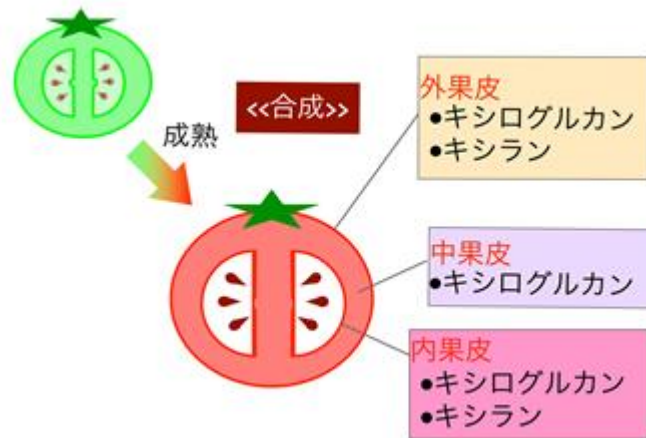 成熟
<<合成>>
外果皮
●キシログルカン
●キシラン
中果皮
●キシログルカン
内果皮
●キシログルカン
●キシラン